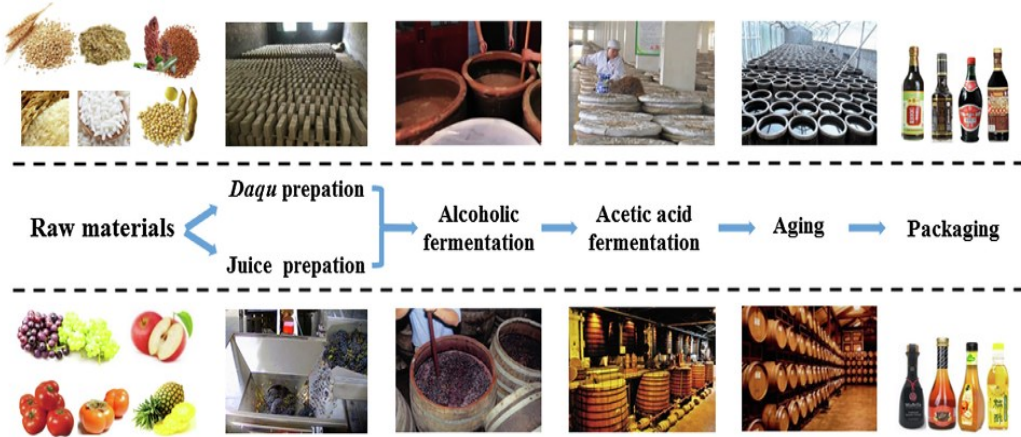 Raw materials
Daqu prepation
Juice prepation
Alcoholic
fermentation
Acetic acid
fermentation
Aging
Packaging